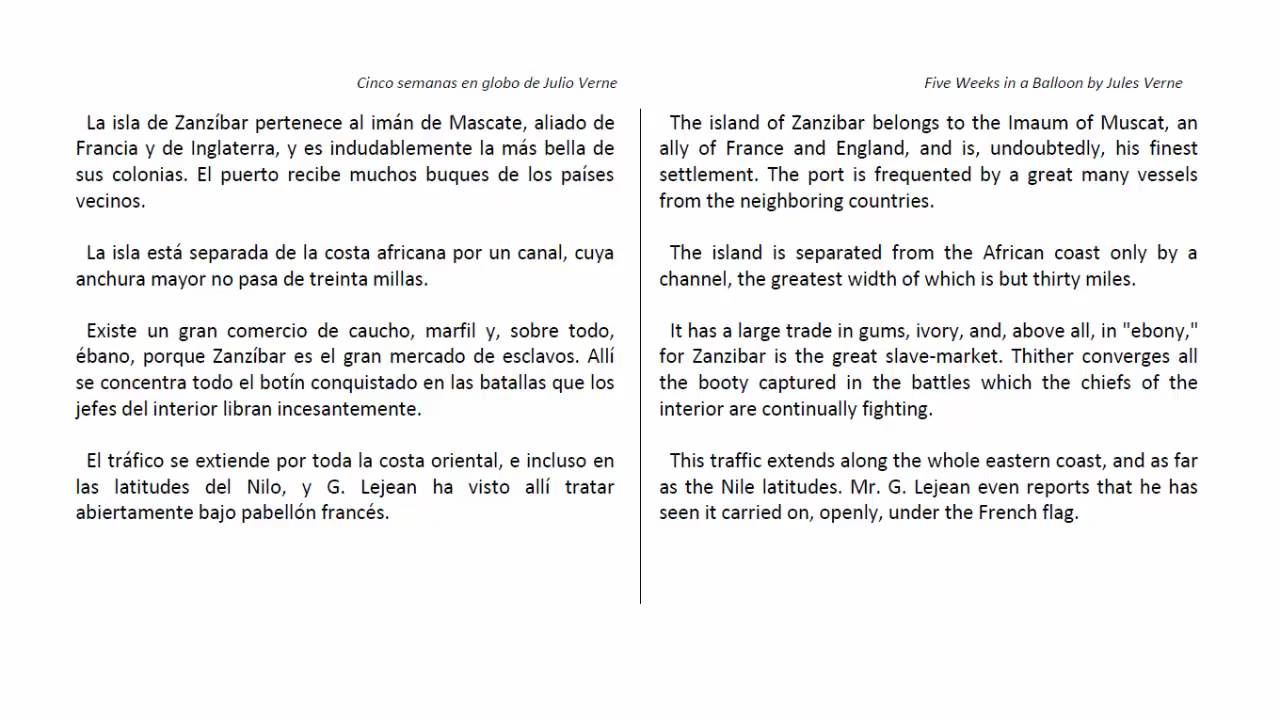 Cinco semanas en globo de Julio Verne
La isla de Zanzíbar pertenece al imán de Mascate, aliado de
Francia y de Inglaterra, y es indudablemente la más bella de
sus colonias. El puerto recibe muchos buques de los países
vecinos.
La isla está separada de la costa africana por un canal, cuya
anchura mayor no pasa de treinta millas.
Existe un gran comercio de caucho, marfil y, sobre todo,
ébano, porque Zanzíbar es el gran mercado de esclavos. Allí
se concentra todo el botín conquistado en las batallas que los
jefes del interior libran incesantemente.
El tráfico se extiende por toda la costa oriental, e incluso en
las latitudes del Nilo, y G. Lejean ha visto allí tratar
abiertamente bajo pabellón francés.
Five Weeks in a Balloon by Jules Verne
The island of Zanzibar belongs to the Imaum of Muscat, an
ally of France and England, and is, undoubtedly, his finest
settlement. The port is frequented by a great many vessels
from the neighboring countries.
The island is separated from the African coast only by a
channel, the greatest width of which is but thirty miles.
It has a large trade in gums, ivory, and, above all, in "ebony,"
for Zanzibar is the great slave-market. Thither converges all
the booty captured in the battles which the chiefs of the
interior are continually fighting.
This traffic extends along the whole eastern coast, and as far
as the Nile latitudes. Mr. G. Lejean even reports that he has
seen it carried on, openly, under the French flag.